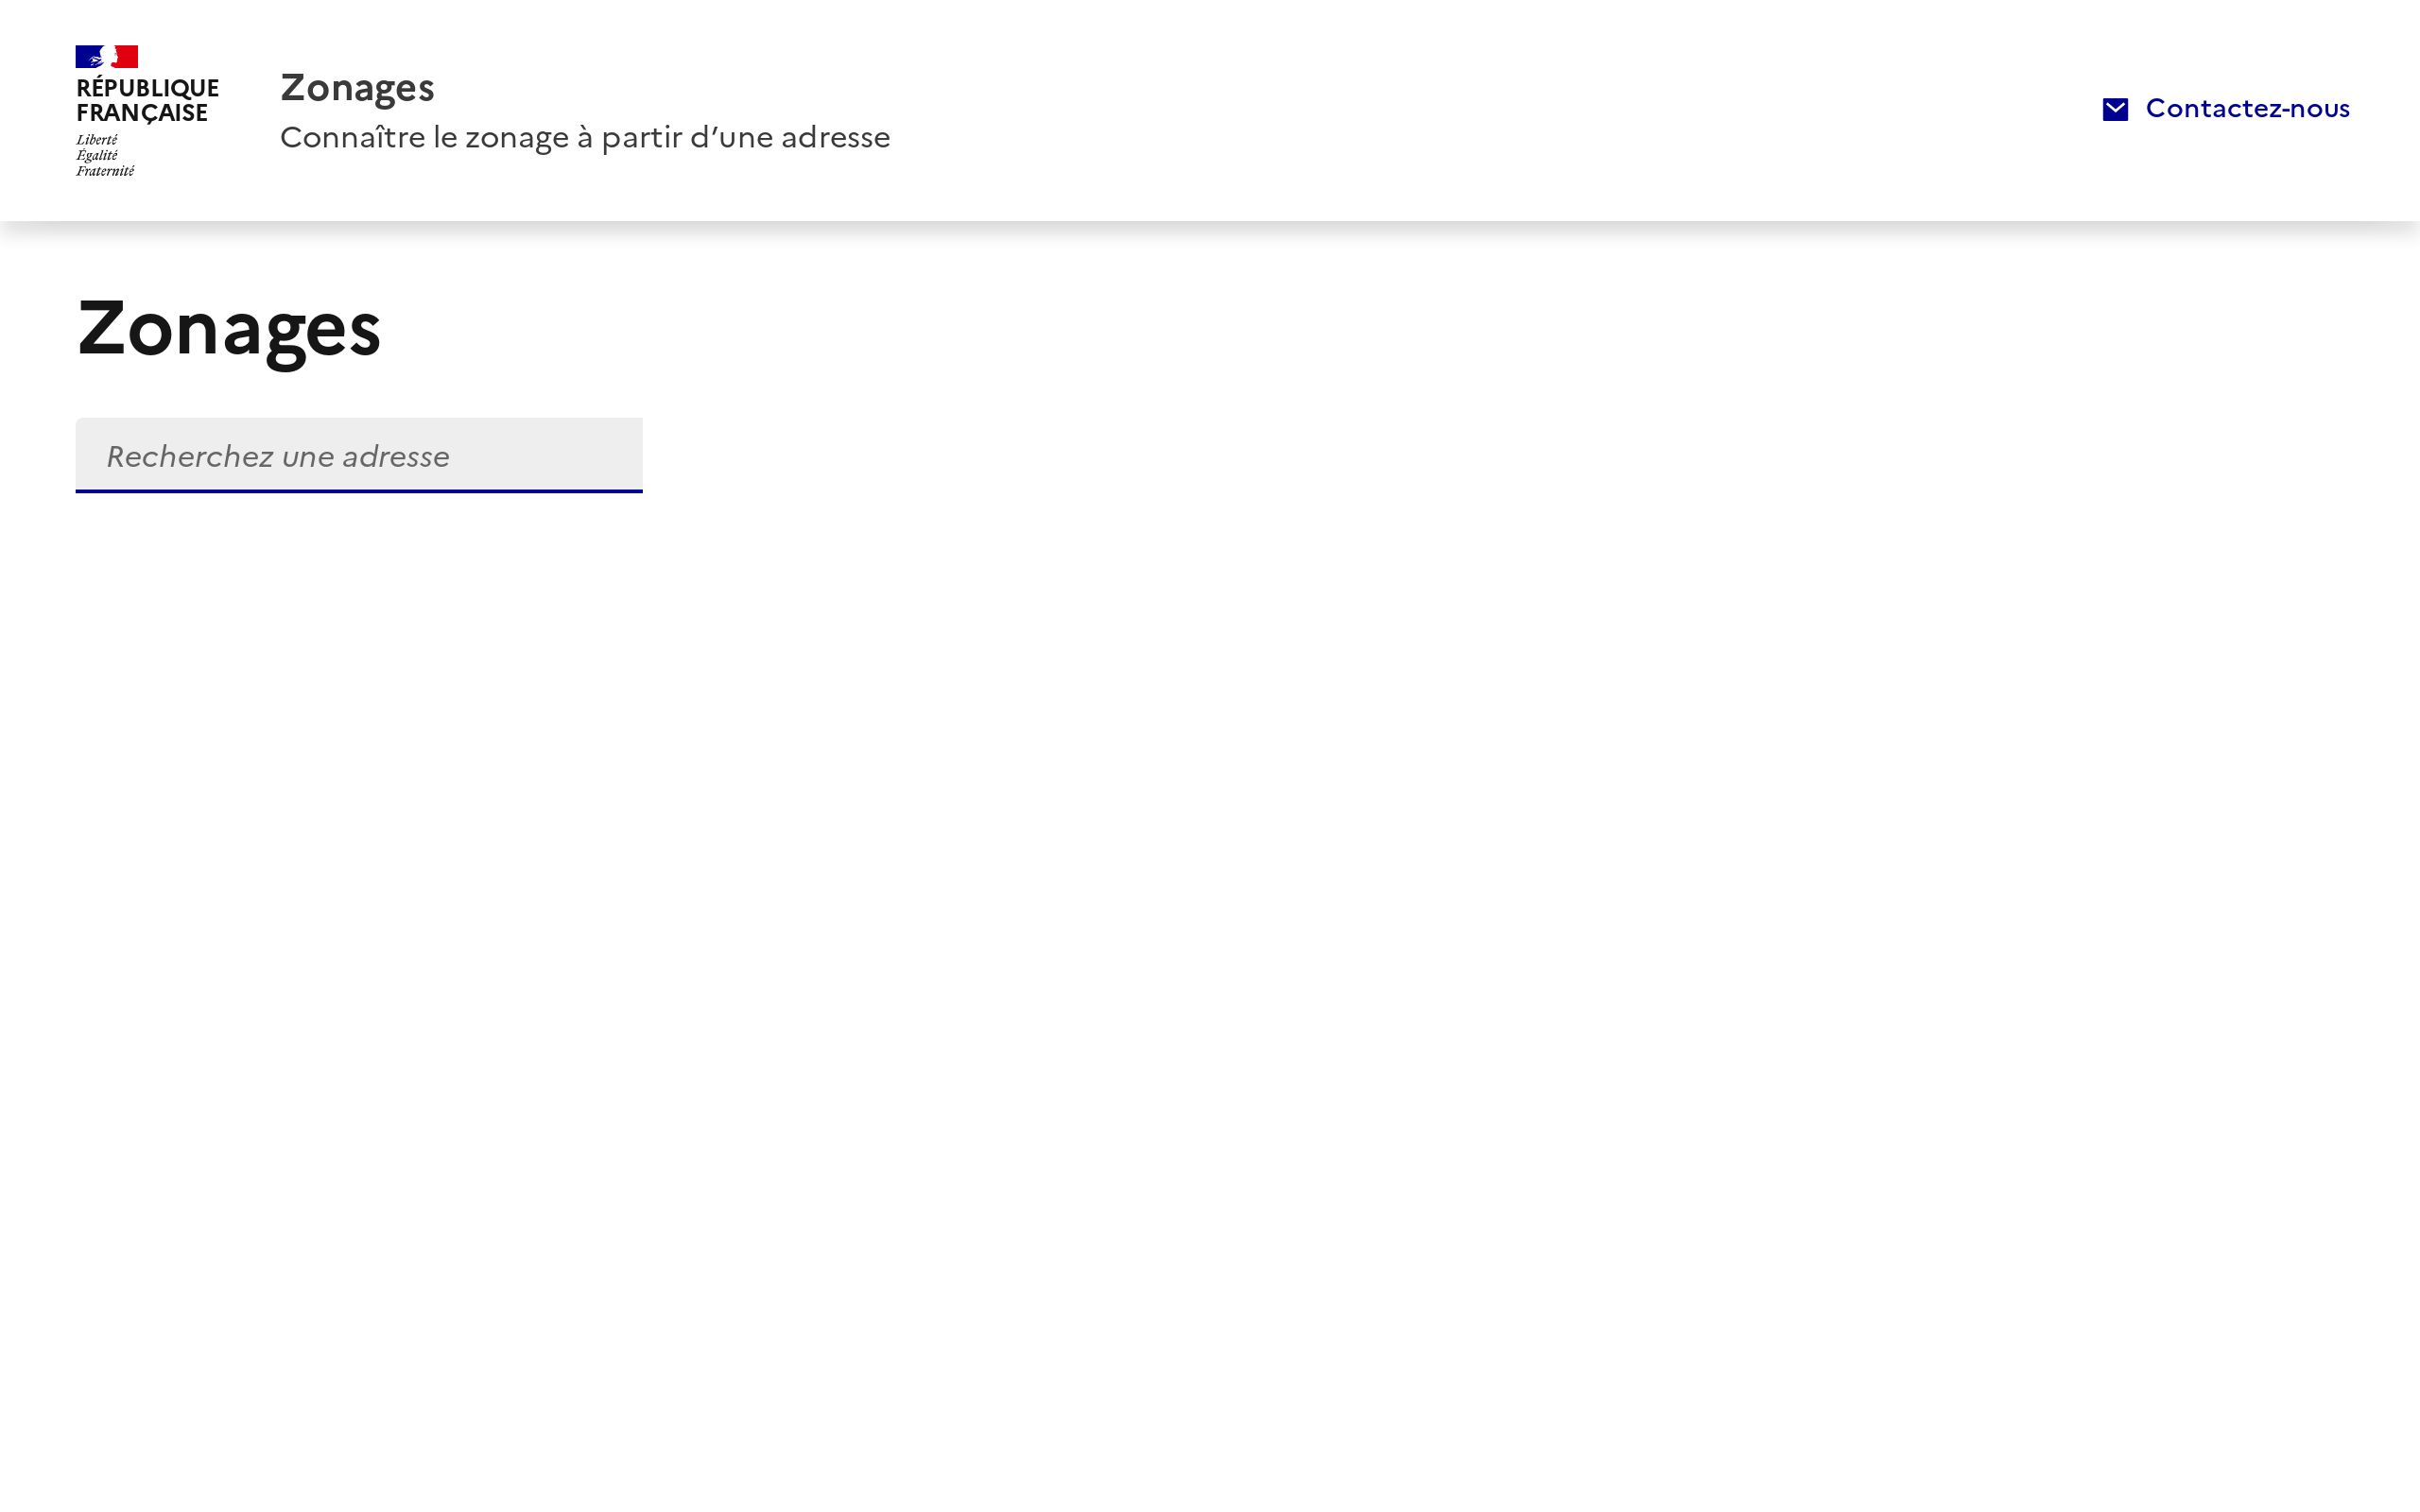 RÉPUBLIQUE
FRANÇAISE
Liberté
Égalité
Fraternité
Zonages
Connaître le zonage à partir d’une adresse
Contactez-nous
Zonages
Recherchez une adresse